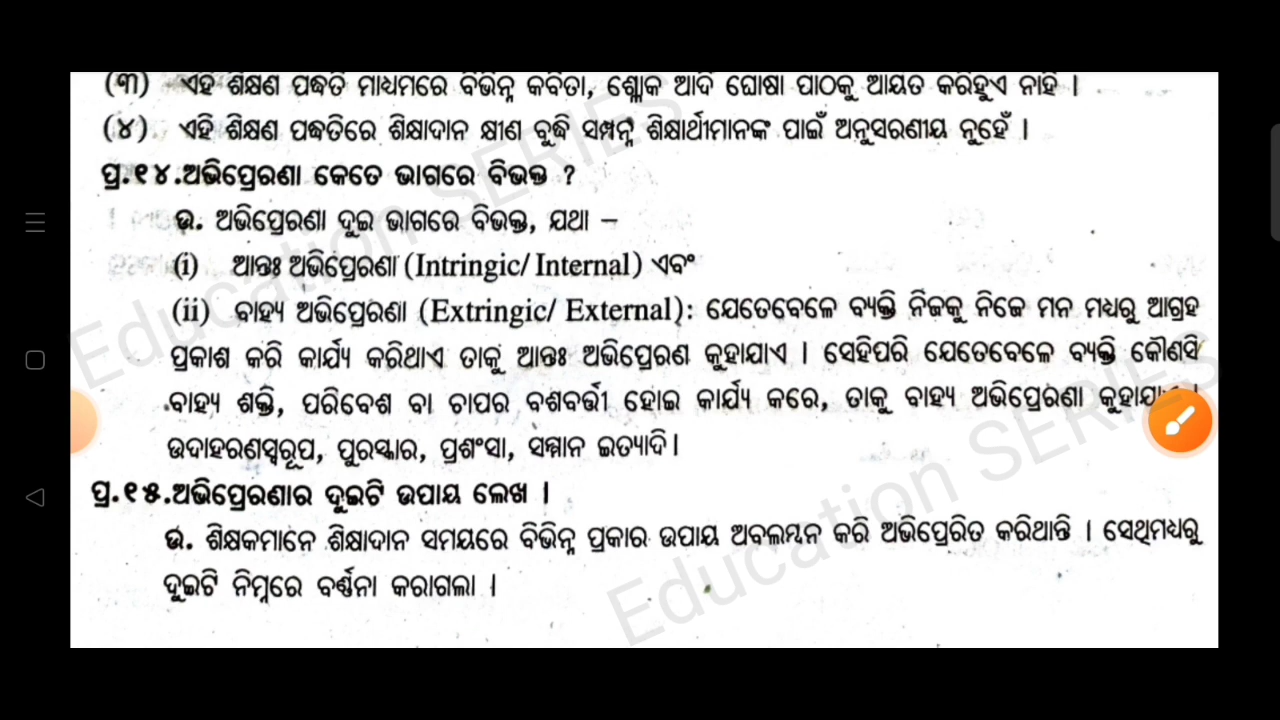 (୩) ଏହି ଶିକ୍ଷଣ ପଦ୍ଧତି ମାଧ୍ୟମରେ ବିଭିନ୍ନ କବିତା, ଶ୍ଳୋକ ଆଦି ଘୋଷା ପାଠକୁ ଆୟତ କରିହୁଏ ନାହିଁ ।
(୪) ଏହି ଶିକ୍ଷଣ ପଦ୍ଧତିରେ ଶିକ୍ଷାଦାନ କ୍ଷୀଣ ବୁଦ୍ଧି ସମ୍ପନ୍ନ ଶିକ୍ଷାର୍ଥୀମାନଙ୍କ ପାଇଁ ଅନୁସରଣୀୟ ନୁହେଁ ।
ପ୍ର.୧୪.ଅଭିପ୍ରେରଣା କେତେ ଭାଗରେ ବିଭକ୍ତ ?
ଉ. ଅଭିପ୍ରେରଣା ଦୁଇ ଭାଗରେ ବିଭକ୍ତ, ଯଥା –
(i) ଆନ୍ତଃ ଅଭିପ୍ରେରଣା (Intringic/ Internal) ଏବଂ
(ii) ବାହ୍ୟ ଅଭିପ୍ରେରଣା (Extringic/ External): ଯେତେବେଳେ ବ୍ୟକ୍ତି ନିଜକୁ ନିଜେ ମନ ମଧ୍ୟରୁ ଆଗ୍ରହ
ପ୍ରକାଶ କରି କାର୍ଯ୍ୟ କରିଥାଏ ତାକୁ ଆନ୍ତଃ ଅଭିପ୍ରେରଣ କୁହାଯାଏ । ସେହିପରି ଯେତେବେଳେ ବ୍ୟକ୍ତି କୌଣସି
ବାହ୍ୟ ଶକ୍ତି, ପରିବେଶ ବା ଚାପର ବଶବର୍ତ୍ତୀ ହୋଇ କାର୍ଯ୍ୟ କରେ, ତାକୁ ବାହ୍ୟ ଅଭିପ୍ରେରଣା ।
ଉଦାହରଣସ୍ୱରୂପ, ପୁରସ୍କାର, ପ୍ରଶଂସା, ସମ୍ମାନ ଇତ୍ୟାଦି।
ପ୍ର.୧୫.ଅଭିପ୍ରେରଣାର ଦୁଇଟି ଉପାୟ ଲେଖ ।
ଉ. ଶିକ୍ଷକମାନେ ଶିକ୍ଷାଦାନ ସମୟରେ ବିଭିନ୍ନ ପ୍ରକାର ଉପାୟ ଅବଲମ୍ବନ କରି ଅଭିପ୍ରେରିତ କରିଥାନ୍ତି । ସେଥିମଧ୍ୟରୁ
ଦୁଇଟି ନିମ୍ନରେ ବର୍ଣ୍ଣନା କରାଗଲା ।
Education SERIES
Education SERIES